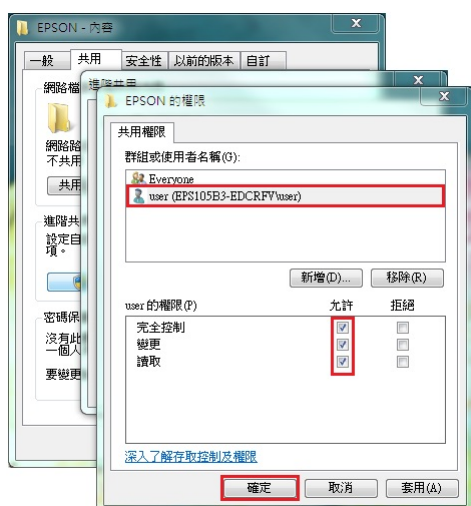 EPSON - 內容
一般 共用 安全性 以前的版本 自訂
網路檔
進階共用
網路路
不共用
共用
進階共
設定自
項。
密碼保
沒有此
一個人
要變更
EPSON 的權限
共用權限
群組或使用者名稱(G):
Everyone
user (EPS105B3-EDCRFV\user)
新增(D)... 移除(R)
user 的權限(P) 允許 拒絕
完全控制
變更
讀取
深入了解存取控制及權限
確定 取消 套用(A)